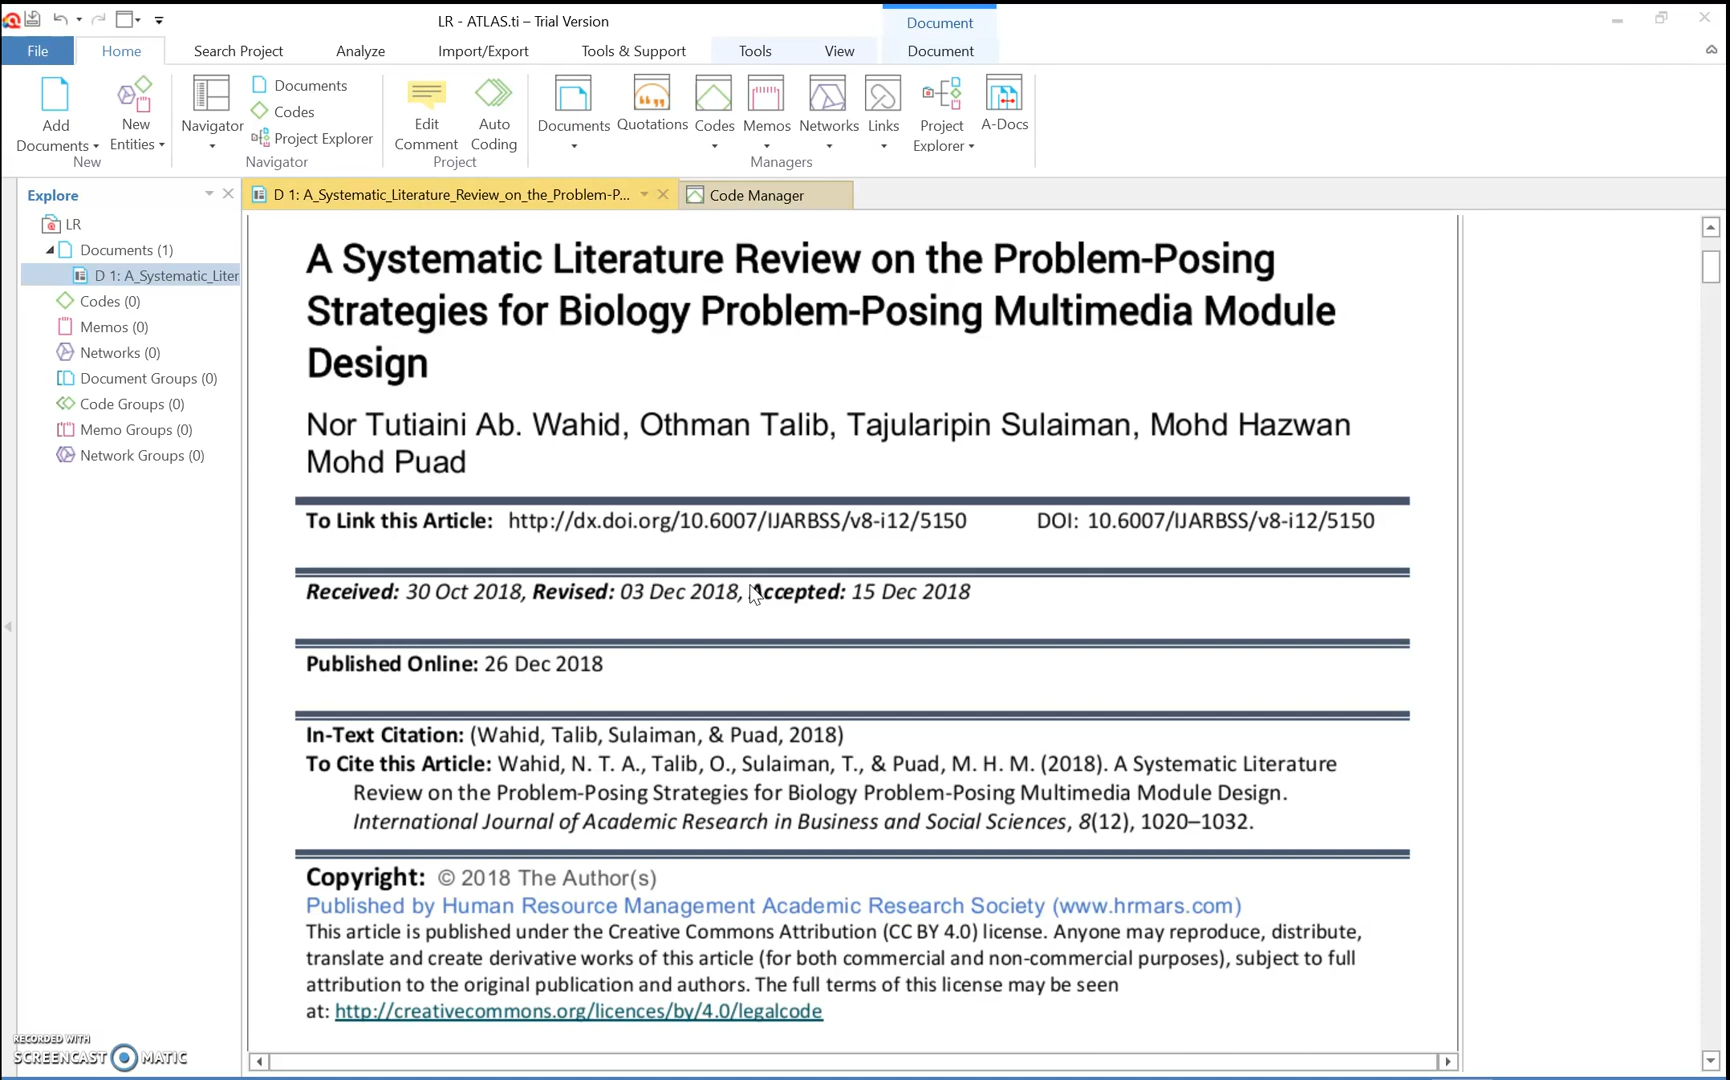 LR - ATLAS.ti – Trial Version
Document
File
Home
Search Project
Analyze
Import/Export
Tools & Support
Tools
View
Document
Add Documents
New Entities
New
Navigator
Documents
Codes
Project Explorer
Navigator
Edit Comment
Auto Coding
Project
Documents
Quotations
Codes
Memos
Networks
Links
Project Explorer
A-Docs
Managers
Explore
LR
Documents (1)
D 1: A_Systematic_Liter
Codes (0)
Memos (0)
Networks (0)
Document Groups (0)
Code Groups (0)
Memo Groups (0)
Network Groups (0)
D 1: A_Systematic_Literature_Review_on_the_Problem-P...
Code Manager
A Systematic Literature Review on the Problem-Posing
Strategies for Biology Problem-Posing Multimedia Module
Design
Nor Tutiaini Ab. Wahid, Othman Talib, Tajularipin Sulaiman, Mohd Hazwan
Mohd Puad
To Link this Article: http://dx.doi.org/10.6007/IJARBSS/v8-i12/5150 DOI: 10.6007/IJARBSS/v8-i12/5150
Received: 30 Oct 2018, Revised: 03 Dec 2018, Accepted: 15 Dec 2018
Published Online: 26 Dec 2018
In-Text Citation: (Wahid, Talib, Sulaiman, & Puad, 2018)
To Cite this Article: Wahid, N. T. A., Talib, O., Sulaiman, T., & Puad, M. H. M. (2018). A Systematic Literature
Review on the Problem-Posing Strategies for Biology Problem-Posing Multimedia Module Design.
International Journal of Academic Research in Business and Social Sciences, 8(12), 1020–1032.
Copyright: © 2018 The Author(s)
Published by Human Resource Management Academic Research Society (www.hrmars.com)
This article is published under the Creative Commons Attribution (CC BY 4.0) license. Anyone may reproduce, distribute,
translate and create derivative works of this article (for both commercial and non-commercial purposes), subject to full
attribution to the original publication and authors. The full terms of this license may be seen
at: http://creativecommons.org/licences/by/4.0/legalcode
RECORDED WITH
SCREENCAST MATIC